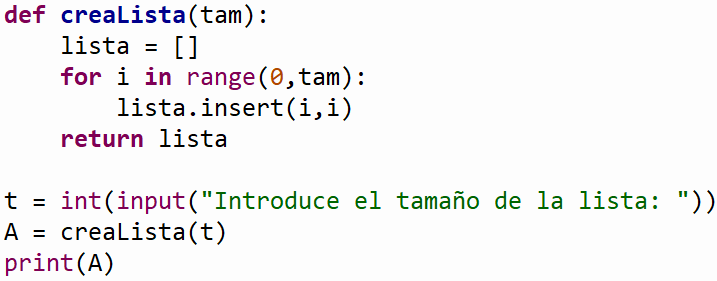 def creaLista(tam):
    lista = []
    for i in range(0,tam):
        lista.insert(i,i)
    return lista

t = int(input("Introduce el tamaño de la lista: "))
A = creaLista(t)
print(A)